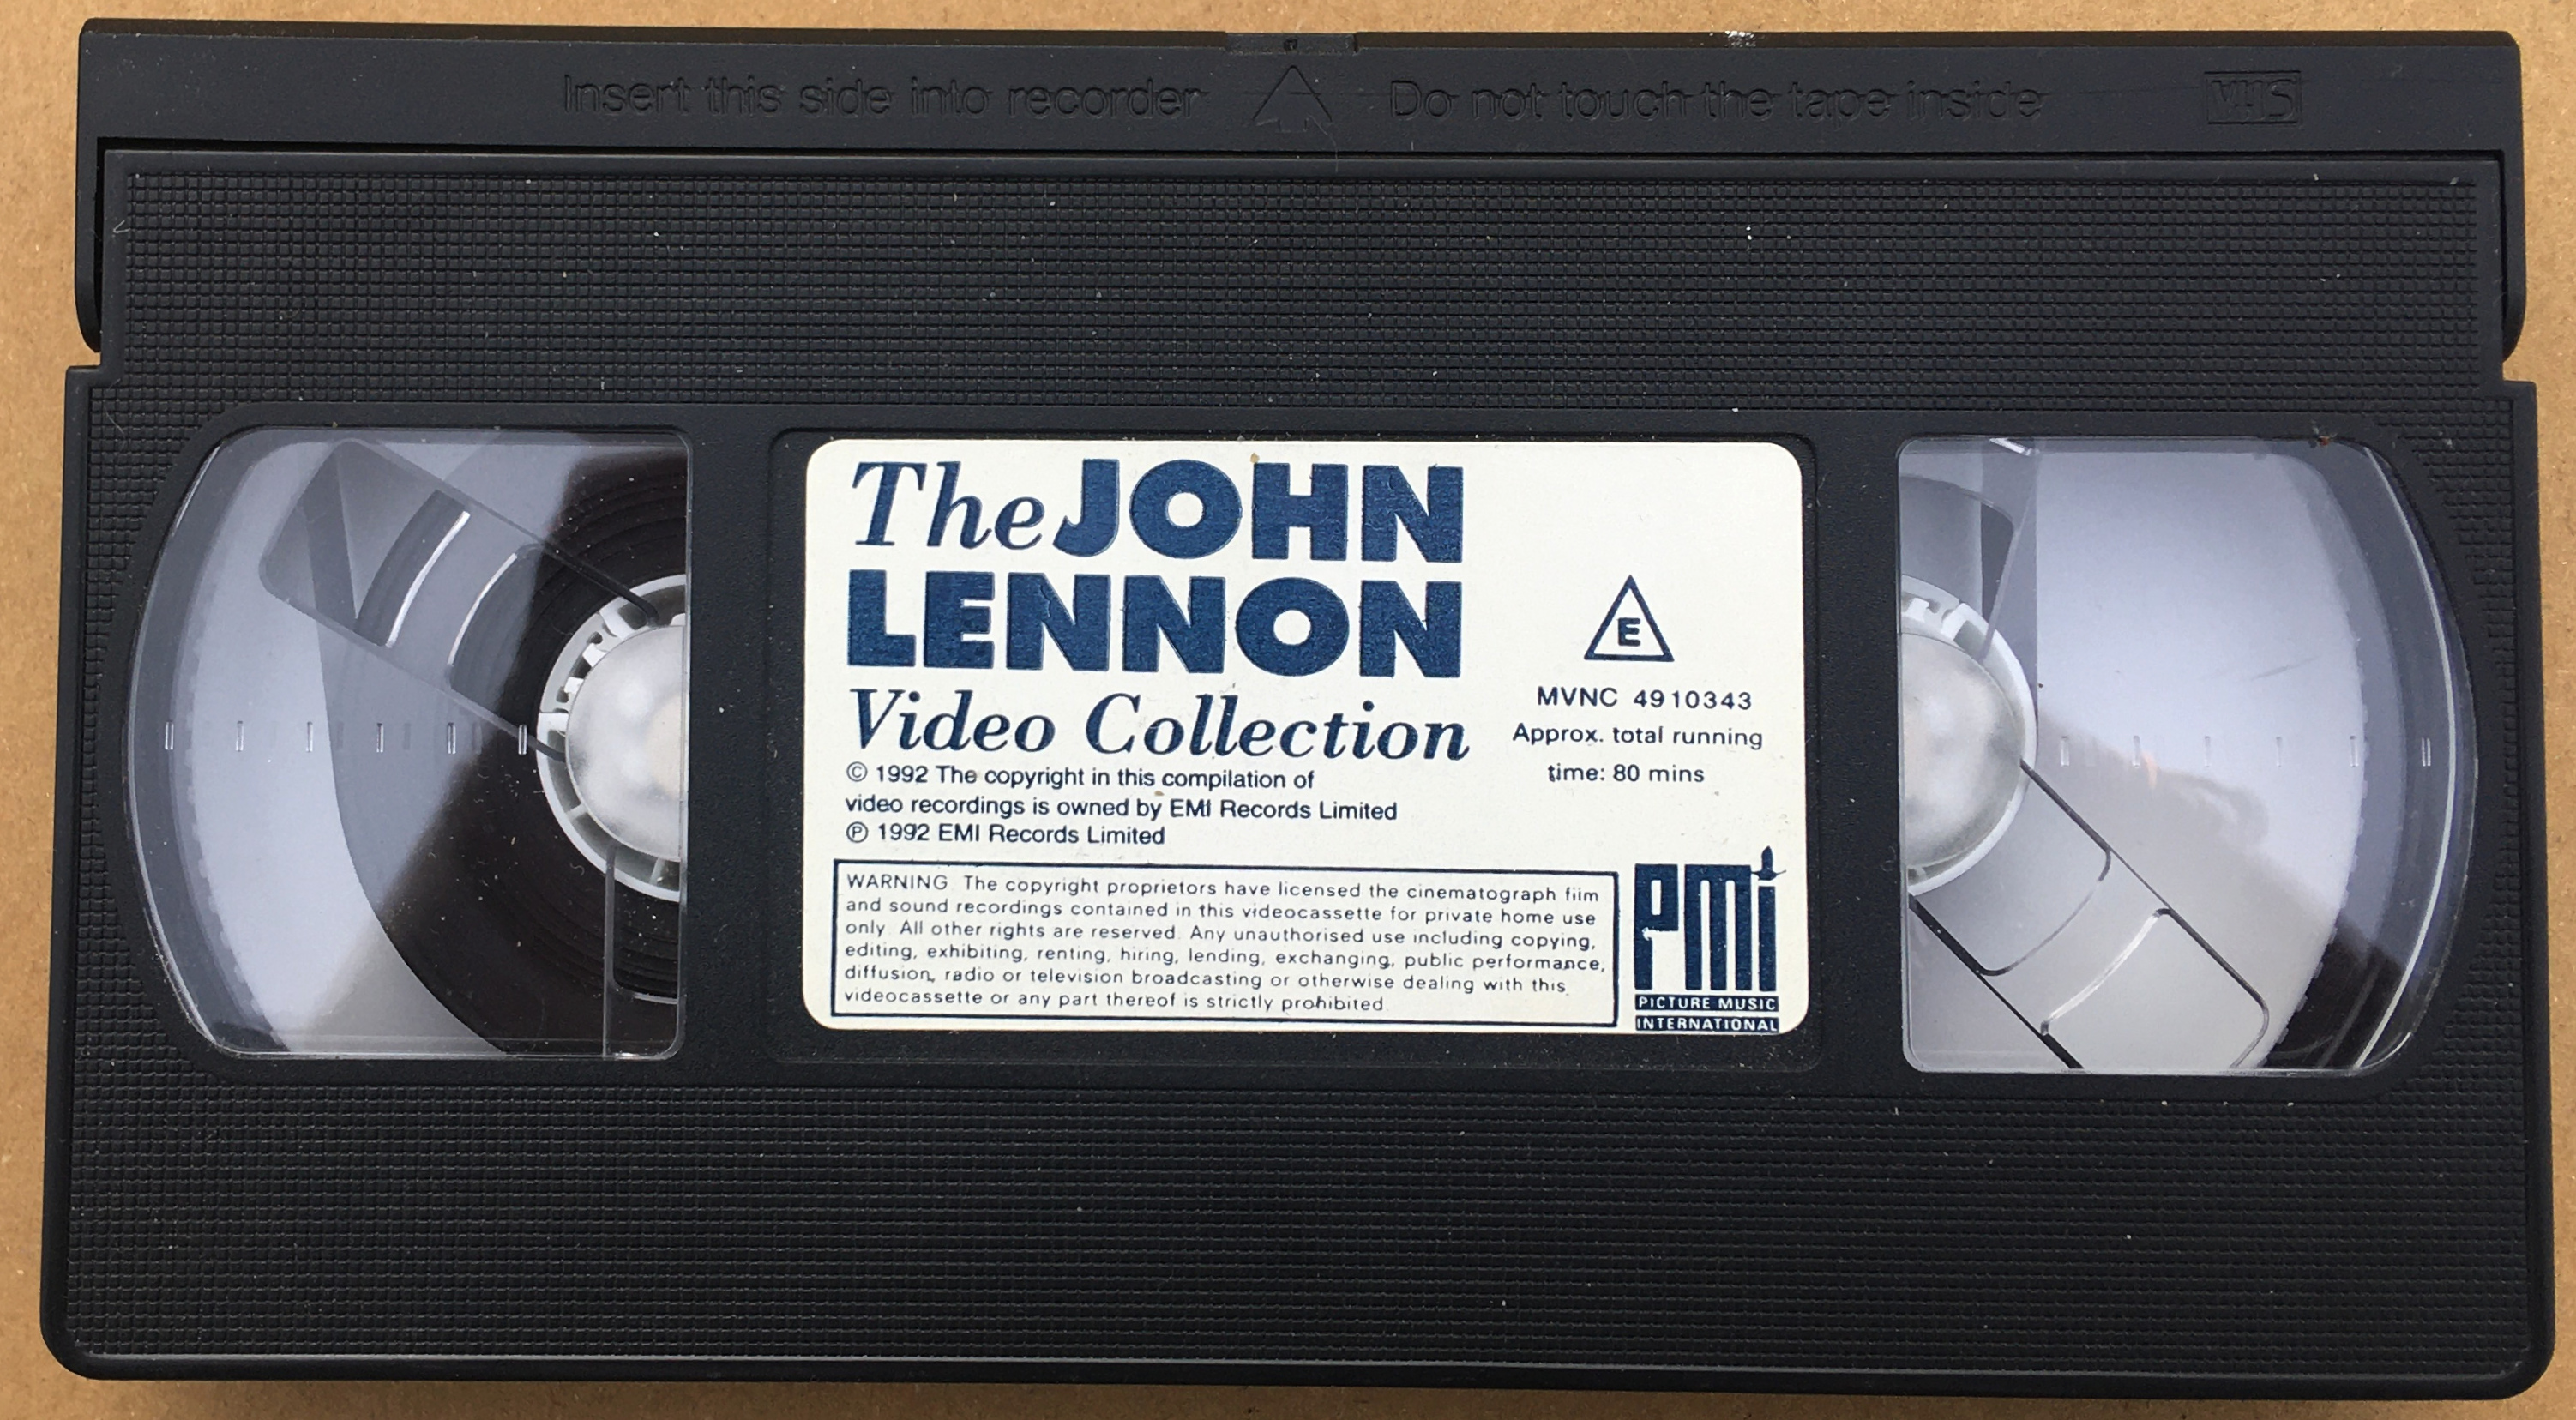 Insert this side into recorder Do not touch the tape inside VHS
The JOHN
LENNON
Video Collection
© 1992 The copyright in this compilation of
video recordings is owned by EMI Records Limited
℗ 1992 EMI Records Limited
E
MVNC 4910343
Approx. total running
time: 80 mins
WARNING. The copyright proprietors have licensed the cinematograph film
and sound recordings contained in this videocassette for private home use
only. All other rights are reserved. Any unauthorised use including copying,
editing, exhibiting, renting, hiring, lending, exchanging, public performance,
diffusion, radio or television broadcasting or otherwise dealing with this
videocassette or any part thereof is strictly prohibited.
PMi
PICTURE MUSIC
INTERNATIONAL